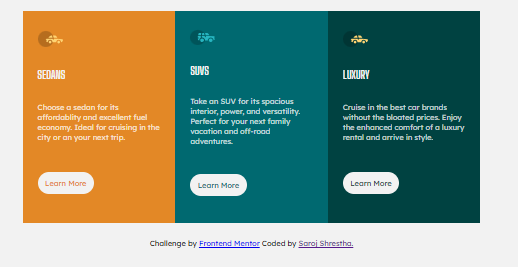 SEDANS
Choose a sedan for its
affordablity and excellent fuel
economy. Ideal for cruising in the
city or an your next trip.
Learn More
SUVS
Take an SUV for its spacious
interior, power, and versatility.
Perfect for your next family
vacation and off-road
adventures.
Learn More
LUXURY
Cruise in the best car brands
without the bloated prices. Enjoy
the enhanced comfort of a luxury
rental and arrive in style.
Learn More
Challenge by Frontend Mentor Coded by Saroj Shrestha.